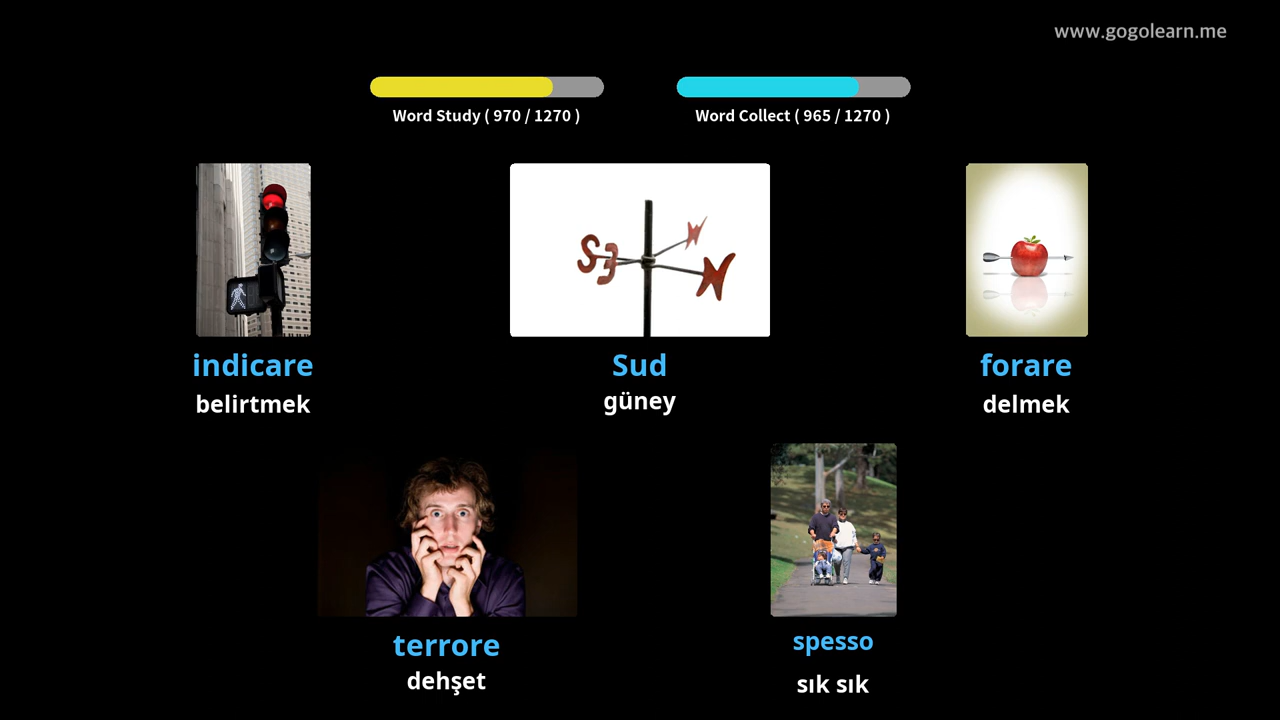 www.gogolearn.me
Word Study ( 970 / 1270 )
Word Collect ( 965 / 1270 )
indicare
belirtmek
Sud
güney
forare
delmek
terrore
dehşet
spesso
sık sık